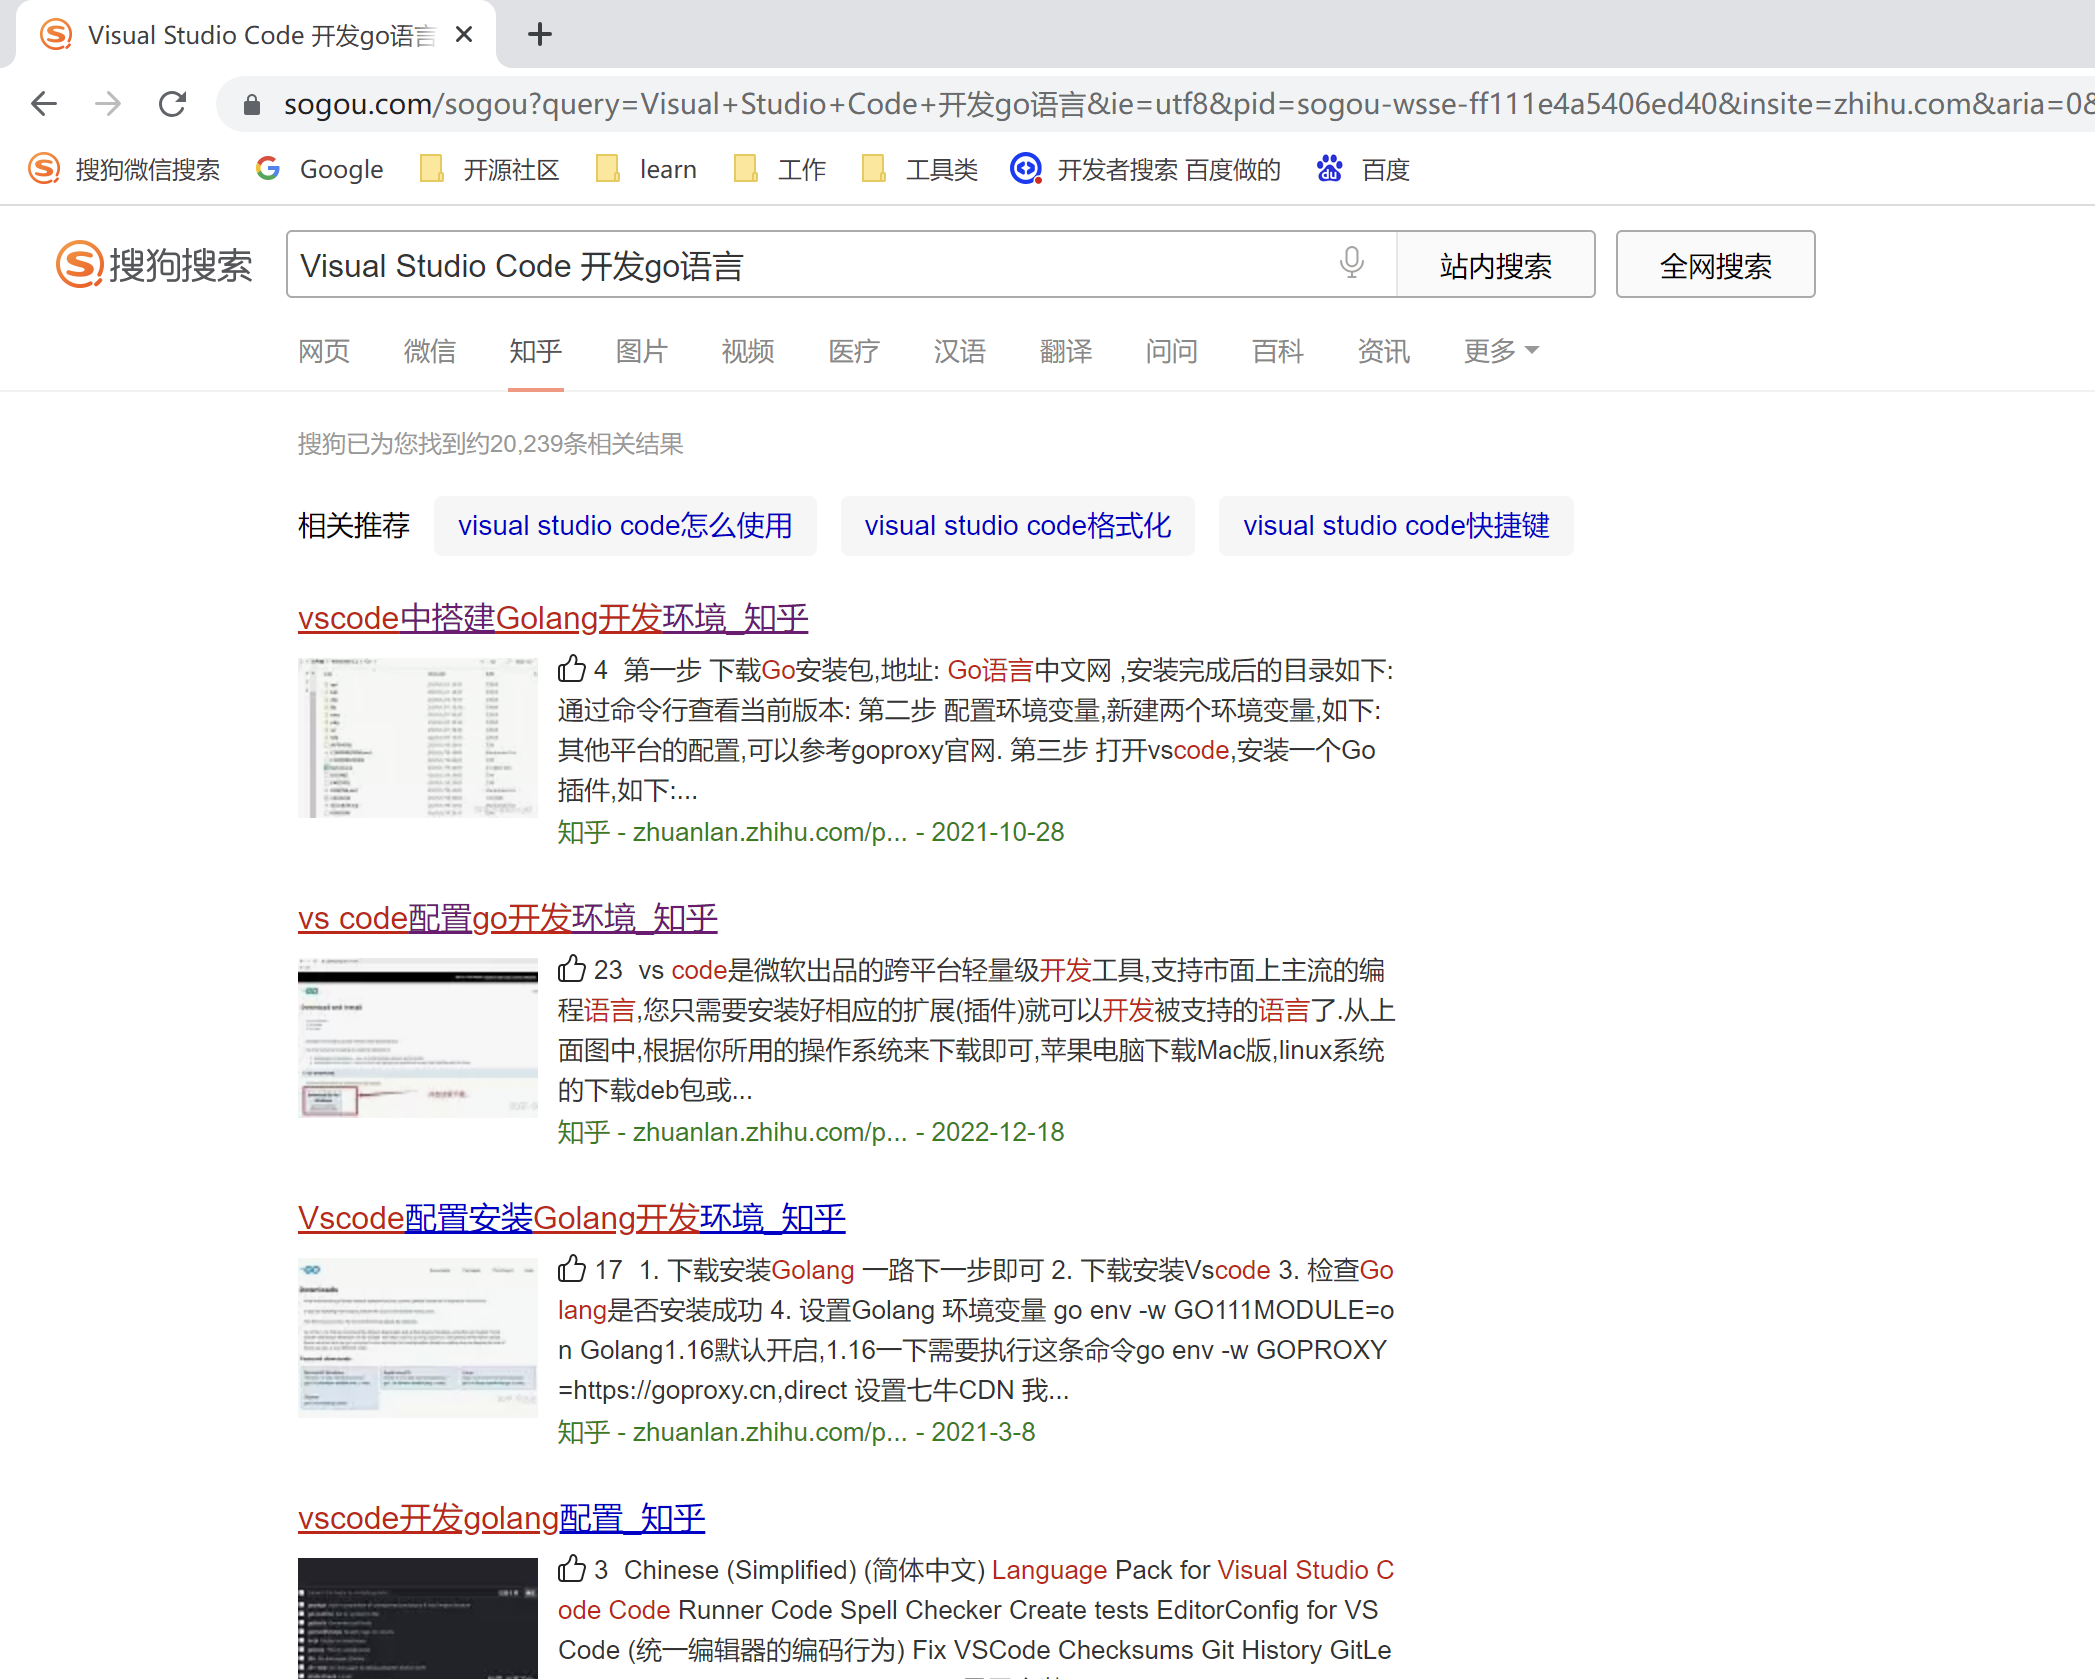 Visual Studio Code 开发go语言
sogou.com/sogou?query=Visual+Studio+Code+开发go语言&ie=utf8&pid=sogou-wsse-ff111e4a5406ed40&insite=zhihu.com&aria=0&
搜狗微信搜索 Google 开源社区 learn 工作 工具类 开发者搜索 百度做的 百度
搜狗搜索 Visual Studio Code 开发go语言 站内搜索 全网搜索
网页 微信 知乎 图片 视频 医疗 汉语 翻译 问问 百科 资讯 更多
搜狗已为您找到约20,239条相关结果
相关推荐 visual studio code怎么使用 visual studio code格式化 visual studio code快捷键
vscode中搭建Golang开发环境_知乎
4 第一步 下载Go安装包,地址: Go语言中文网 ,安装完成后的目录如下:
通过命令行查看当前版本: 第二步 配置环境变量,新建两个环境变量,如下:
其他平台的配置,可以参考goproxy官网. 第三步 打开vscode,安装一个Go
插件,如下:...
知乎 - zhuanlan.zhihu.com/p... - 2021-10-28
vs code配置go开发环境_知乎
23 vs code是微软出品的跨平台轻量级开发工具,支持市面上主流的编
程语言,您只需要安装好相应的扩展(插件)就可以开发被支持的语言了.从上
面图中,根据你所用的操作系统来下载即可,苹果电脑下载Mac版,linux系统
的下载deb包或...
知乎 - zhuanlan.zhihu.com/p... - 2022-12-18
Vscode配置安装Golang开发环境_知乎
17 1. 下载安装Golang 一路下一步即可 2. 下载安装Vscode 3. 检查Go
lang是否安装成功 4. 设置Golang 环境变量 go env -w GO111MODULE=o
n Golang1.16默认开启,1.16一下需要执行这条命令go env -w GOPROXY
=https://goproxy.cn,direct 设置七牛CDN 我...
知乎 - zhuanlan.zhihu.com/p... - 2021-3-8
vscode开发golang配置_知乎
3 Chinese (Simplified) (简体中文) Language Pack for Visual Studio C
ode Code Runner Code Spell Checker Create tests EditorConfig for VS
Code (统一编辑器的编码行为) Fix VSCode Checksums Git History GitLe